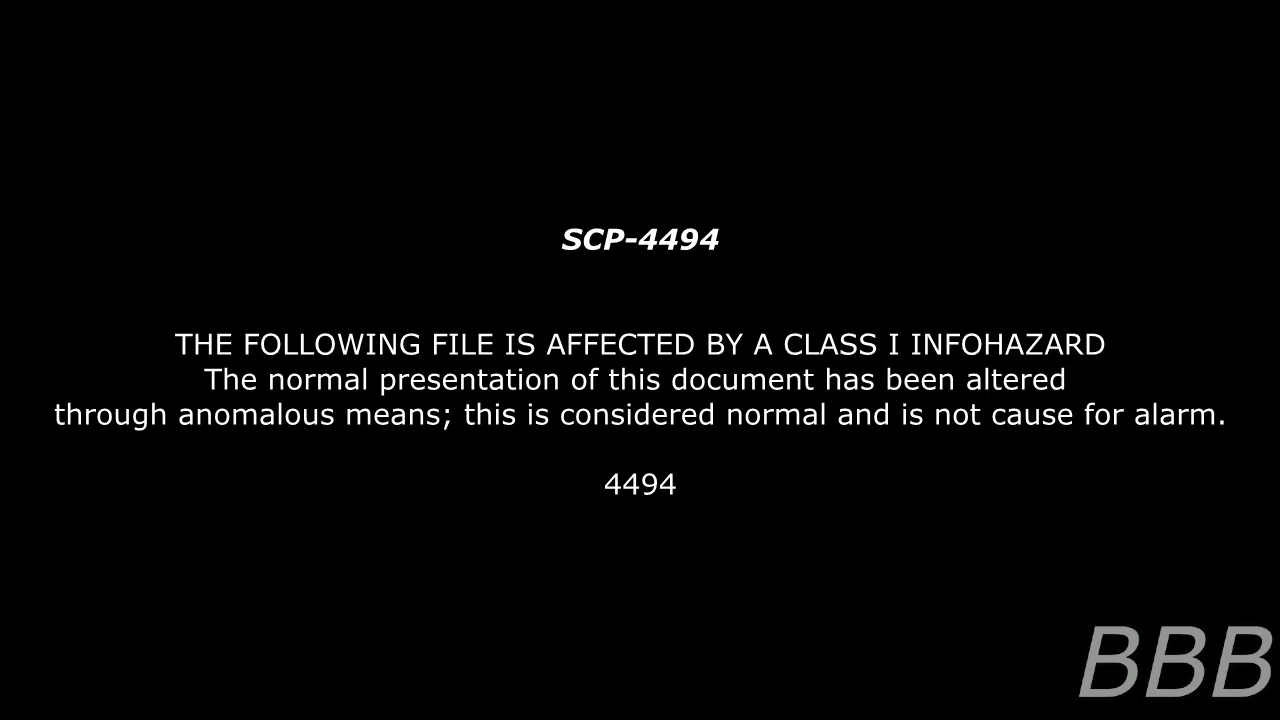 SCP-4494
THE FOLLOWING FILE IS AFFECTED BY A CLASS I INFOHAZARD
The normal presentation of this document has been altered
through anomalous means; this is considered normal and is not cause for alarm.
4494
BBB